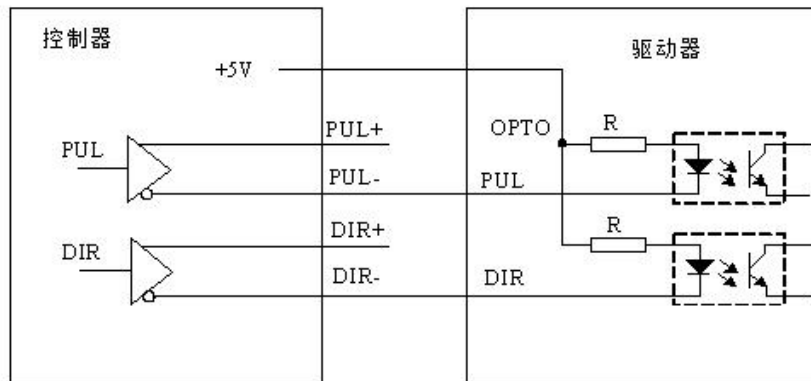 控制器
驱动器
+5V
PUL+
OPTO
R
PUL
PUL-
PUL
R
DIR+
DIR
DIR-
DIR